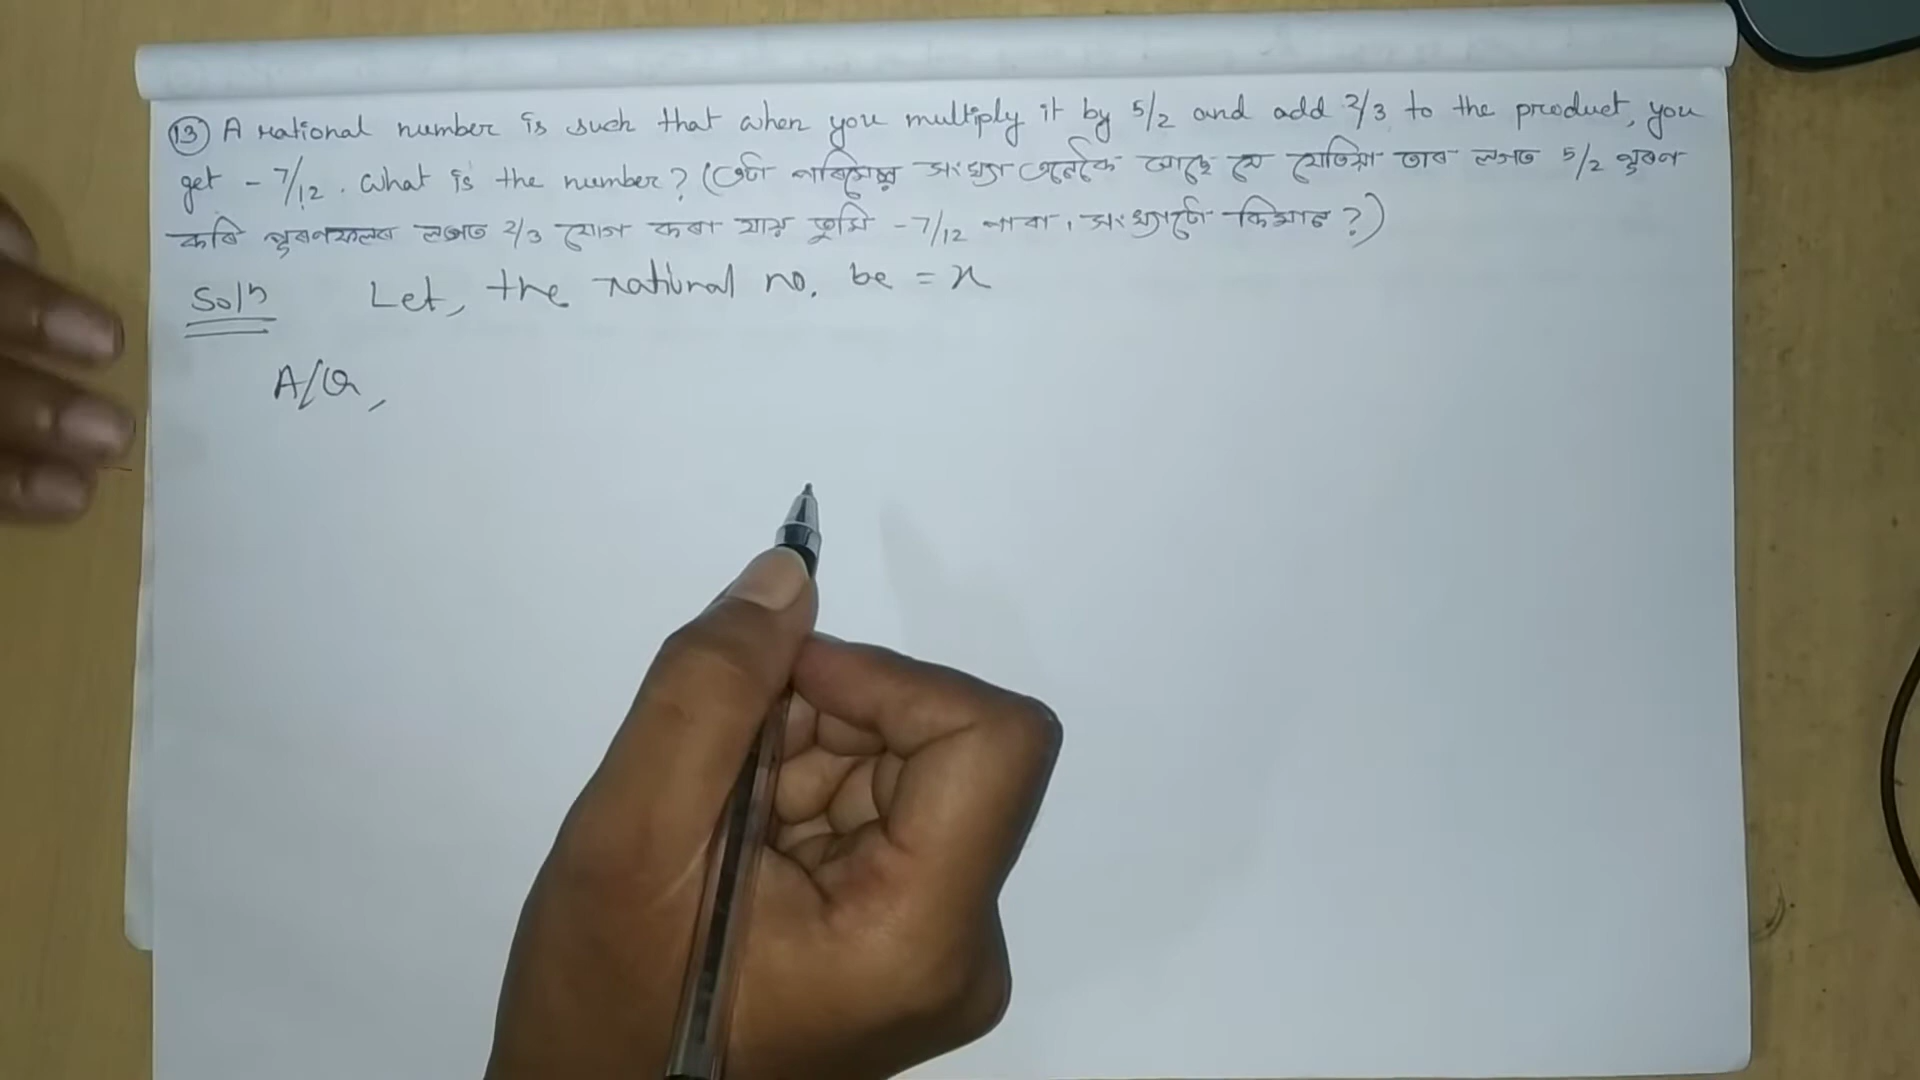 (13) A rational number is such that when you multiply it by 5/2 and add 2/3 to the product, you
get - 7/12. What is the number? (এটা পৰিমেয় সংখ্যা এনেকৈ আছে যে যেতিয়া তাৰ লগত 5/2 পূৰণ
কৰি পূৰণফলৰ লগত 2/3 যোগ কৰা যায় তুমি - 7/12 পাবা, সংখ্যাটো কিমান?)
Soln Let, the rational no. be = x
A/Q,